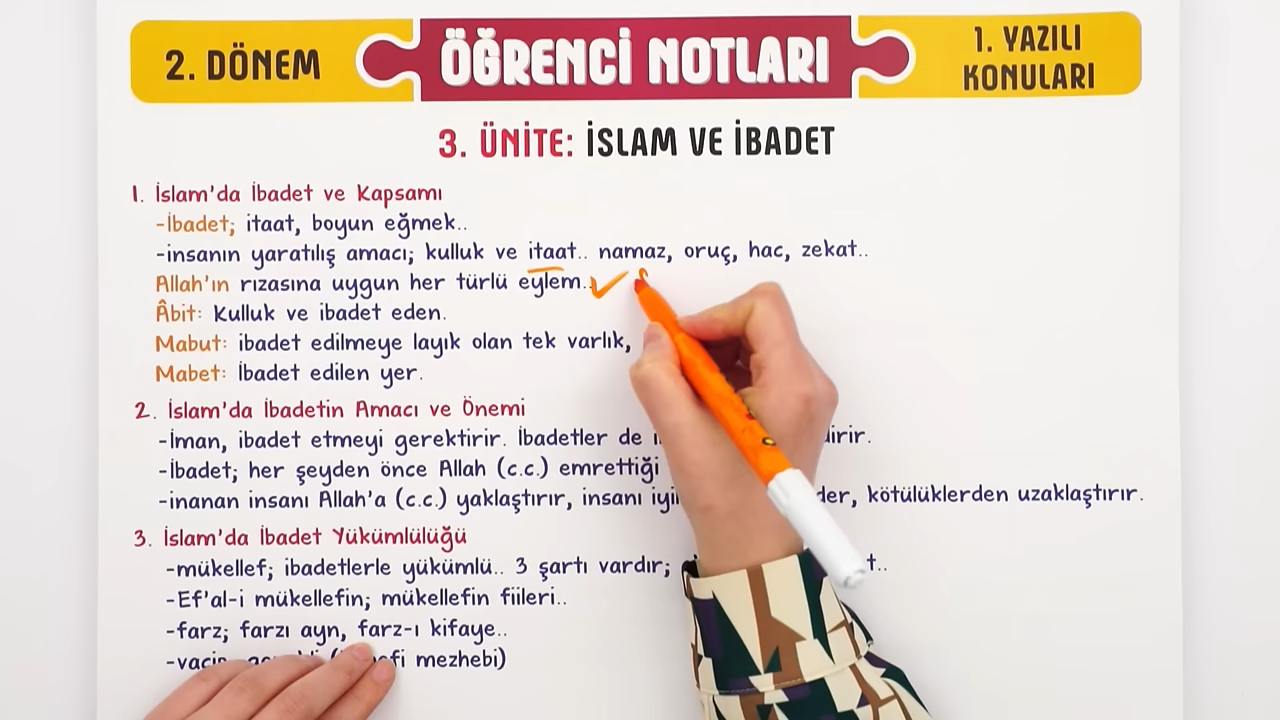 2. DÖNEM
ÖĞRENCİ NOTLARI
1. YAZILI
KONULARI
3. ÜNİTE: İSLAM VE İBADET
1. İslam'da İbadet ve Kapsamı
-İbadet; itaat, boyun eğmek..
-insanın yaratılış amacı; kulluk ve itaat.. namaz, oruç, hac, zekat..
Allah'ın rızasına uygun her türlü eylem..
Âbit: Kulluk ve ibadet eden.
Mabut: ibadet edilmeye layık olan tek varlık,
Mabet: İbadet edilen yer.
2. İslam'da İbadetin Amacı ve Önemi
-İman, ibadet etmeyi gerektirir. İbadetler de
-İbadet; her şeyden önce Allah (c.c.) emrettiği
-inanan insanı Allah'a (c.c.) yaklaştırır, insanı kötülüklerden uzaklaştırır.
3. İslam'da İbadet Yükümlülüğü
-mükellef; ibadetlerle yükümlü.. 3 şartı vardır;
-Ef'al-i mükellefin; mükellefin fiileri..
-farz; farzı ayn, farz-ı kifaye..
mezhebi)